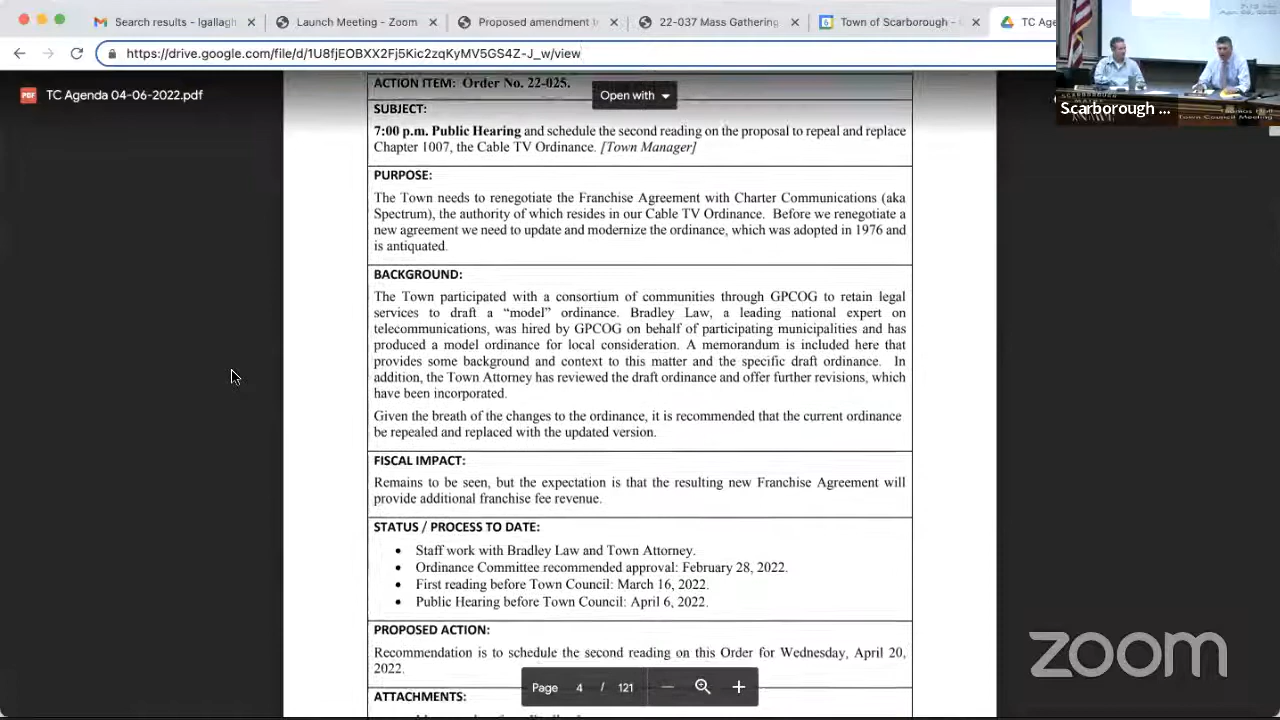 Search results - lgallagh
Launch Meeting - Zoom
Proposed amendment to
22-037 Mass Gathering
Town of Scarborough -
TC Age
https://drive.google.com/file/d/1U8fjEOBXX2Fj5Kic2zqKyMV5GS4Z-J_w/view
TC Agenda 04-06-2022.pdf
Open with
Scarborough ...
Town Council Meeting
ACTION ITEM: Order No. 22-025.
SUBJECT:
7:00 p.m. Public Hearing and schedule the second reading on the proposal to repeal and replace
Chapter 1007, the Cable TV Ordinance. [Town Manager]
PURPOSE:
The Town needs to renegotiate the Franchise Agreement with Charter Communications (aka
Spectrum), the authority of which resides in our Cable TV Ordinance. Before we renegotiate a
new agreement we need to update and modernize the ordinance, which was adopted in 1976 and
is antiquated.
BACKGROUND:
The Town participated with a consortium of communities through GPCOG to retain legal
services to draft a “model” ordinance. Bradley Law, a leading national expert on
telecommunications, was hired by GPCOG on behalf of participating municipalities and has
produced a model ordinance for local consideration. A memorandum is included here that
provides some background and context to this matter and the specific draft ordinance. In
addition, the Town Attorney has reviewed the draft ordinance and offer further revisions, which
have been incorporated.
Given the breath of the changes to the ordinance, it is recommended that the current ordinance
be repealed and replaced with the updated version.
FISCAL IMPACT:
Remains to be seen, but the expectation is that the resulting new Franchise Agreement will
provide additional franchise fee revenue.
STATUS / PROCESS TO DATE:
• Staff work with Bradley Law and Town Attorney.
• Ordinance Committee recommended approval: February 28, 2022.
• First reading before Town Council: March 16, 2022.
• Public Hearing before Town Council: April 6, 2022.
PROPOSED ACTION:
Recommendation is to schedule the second reading on this Order for Wednesday, April 20,
2022.
ATTACHMENTS:
Page 4 / 121
zoom